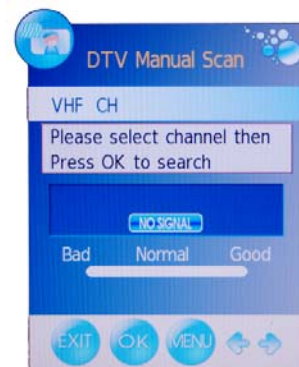 DTV Manual Scan
VHF CH
Please select channel then
Press OK to search
NO SIGNAL
Bad Normal Good
EXIT OK MENU